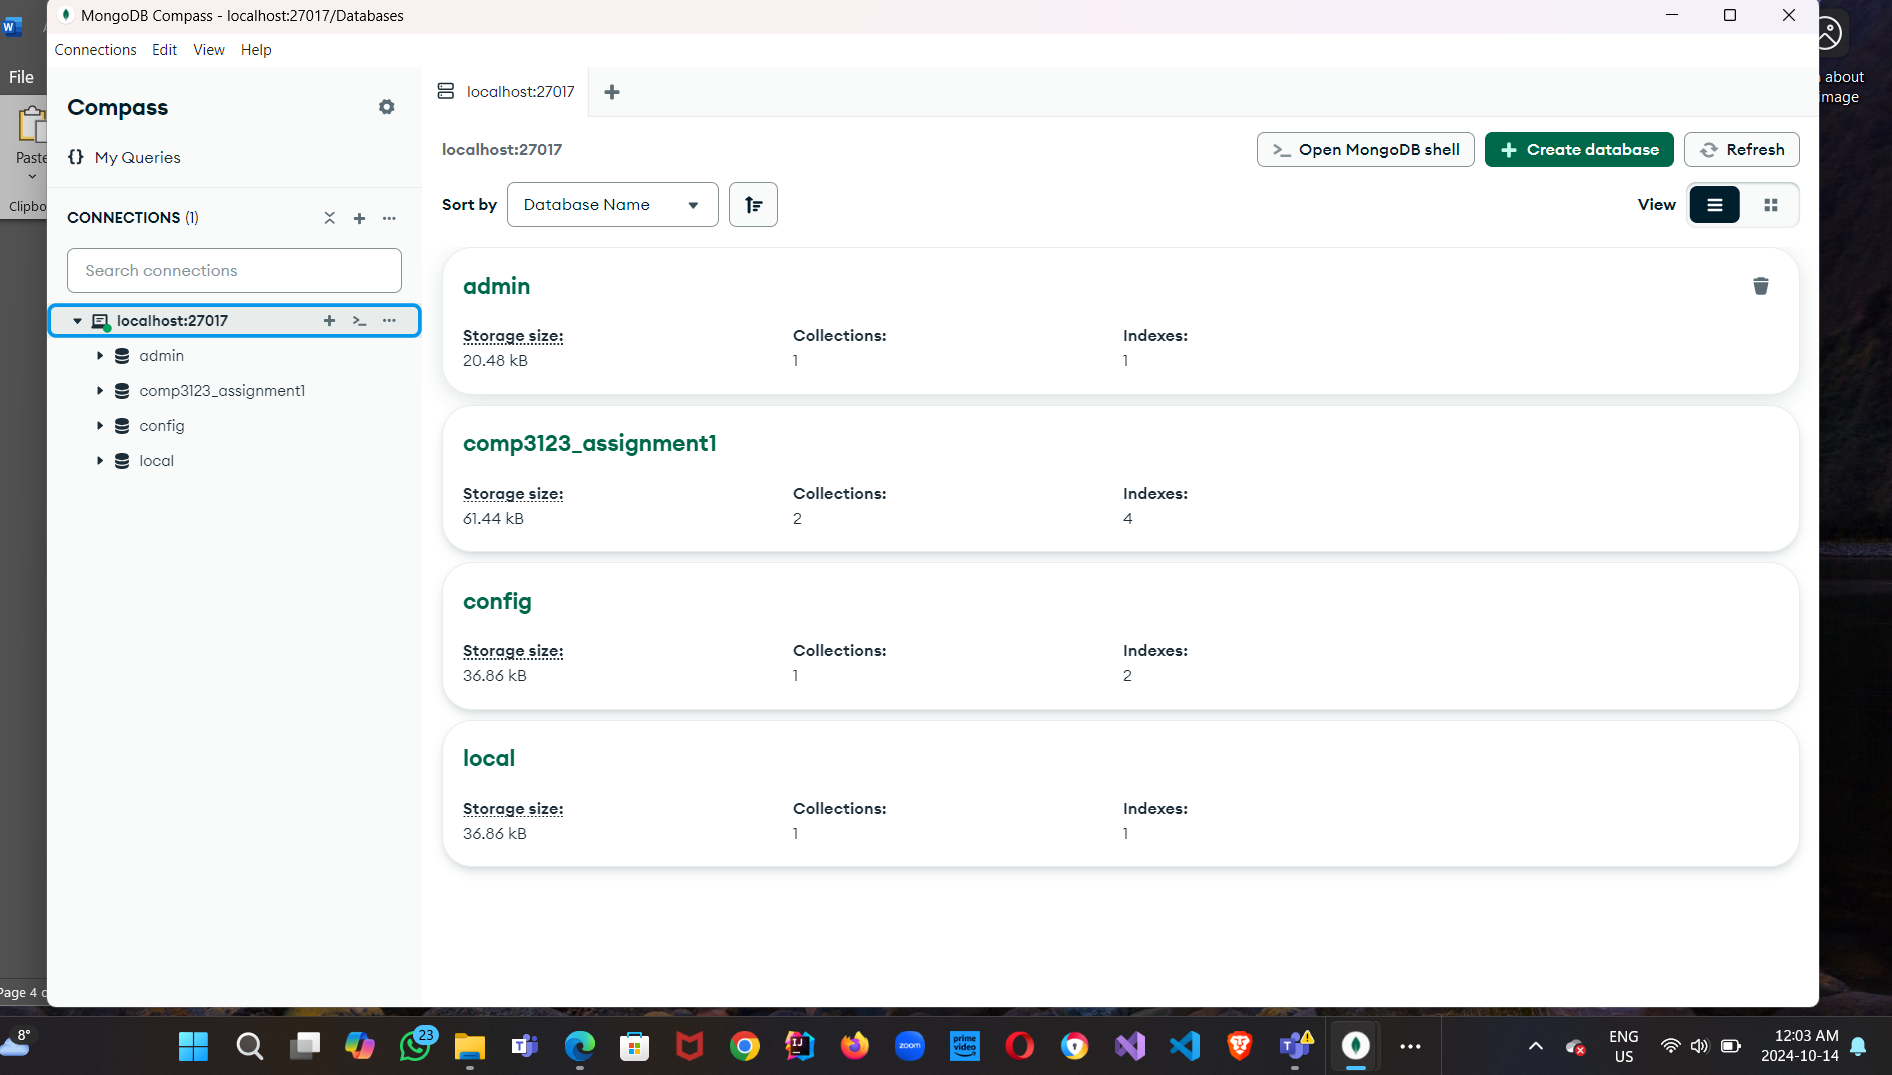 MongoDB Compass - localhost:27017/Databases
Connections Edit View Help
File
Paste
Clipbo
Page 4
Compass
My Queries
CONNECTIONS (1)
Search connections
localhost:27017
admin
comp3123_assignment1
config
local
localhost:27017
localhost:27017
>_ Open MongoDB shell
+ Create database
Refresh
Sort by Database Name
View
admin
Storage size: Collections: Indexes:
20.48 kB 1 1
comp3123_assignment1
Storage size: Collections: Indexes:
61.44 kB 2 4
config
Storage size: Collections: Indexes:
36.86 kB 1 2
local
Storage size: Collections: Indexes:
36.86 kB 1 1
about
image
8°
23
zoom
prime
video
ENG
US
12:03 AM
2024-10-14